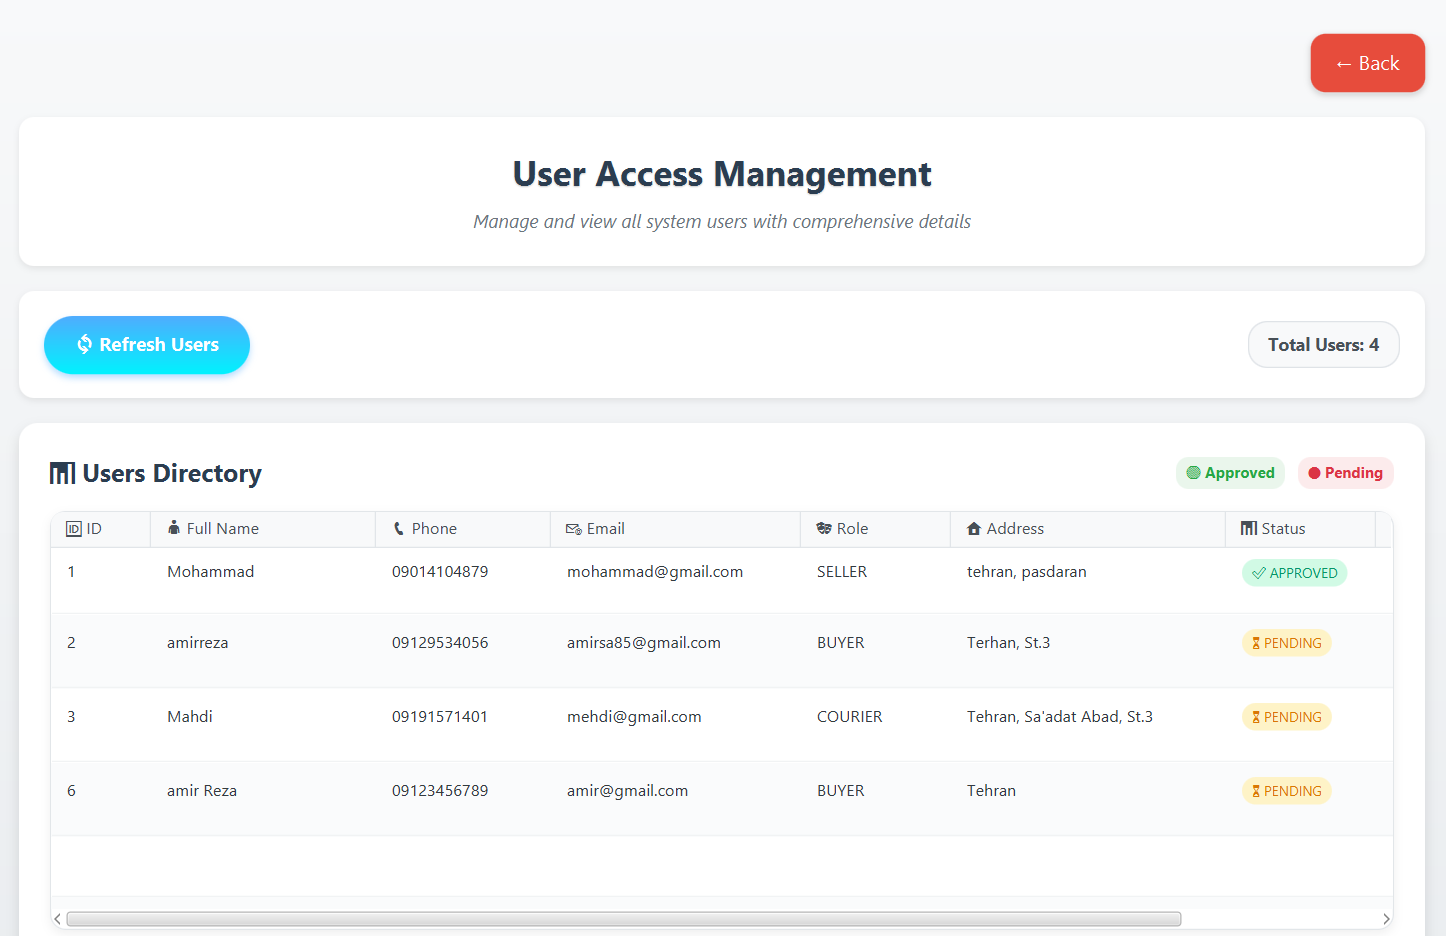 ← Back
User Access Management
Manage and view all system users with comprehensive details
Refresh Users
Total Users: 4
Users Directory
Approved Pending
ID Full Name Phone Email Role Address Status
1 Mohammad 09014104879 mohammad@gmail.com SELLER tehran, pasdaran APPROVED
2 amirreza 09129534056 amirsa85@gmail.com BUYER Terhan, St.3 PENDING
3 Mahdi 09191571401 mehdi@gmail.com COURIER Tehran, Sa'adat Abad, St.3 PENDING
6 amir Reza 09123456789 amir@gmail.com BUYER Tehran PENDING